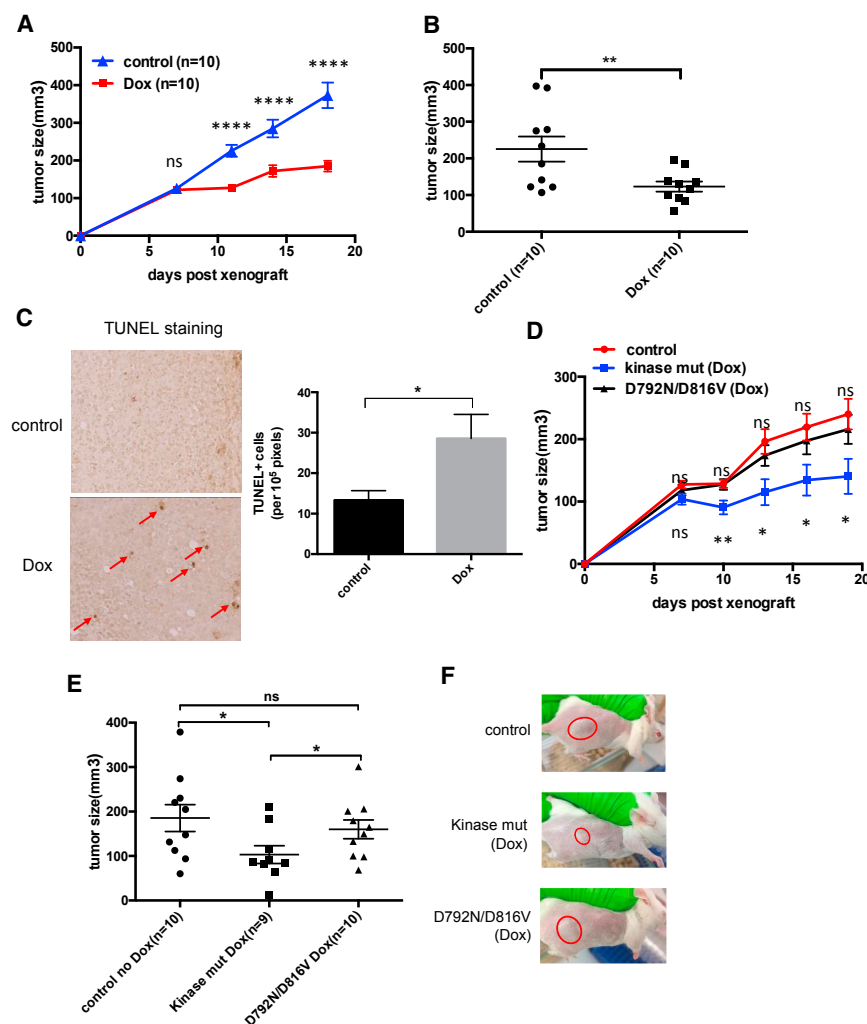 A
500
400
300
200
100
0
tumor size(mm3)
control (n=10)
Dox (n=10)
ns
****
****
****
0
5
10
15
20
days post xenograft
B
**
500
400
300
200
100
0
tumor size(mm3)
control (n=10)
Dox (n=10)
C
TUNEL staining
control
Dox
*
40
30
20
10
0
TUNEL+ cells
(per 10⁵ pixels)
control
Dox
D
control
kinase mut (Dox)
D792N/D816V (Dox)
300
200
100
0
tumor size(mm3)
ns
ns
ns
ns
ns
ns
**
*
*
*
0
5
10
15
20
days post xenograft
E
ns
*
*
400
300
200
100
0
tumor size(mm3)
control no Dox(n=10)
Kinase mut Dox(n=9)
D792N/D816V Dox(n=10)
F
control
Kinase mut
(Dox)
D792N/D816V
(Dox)